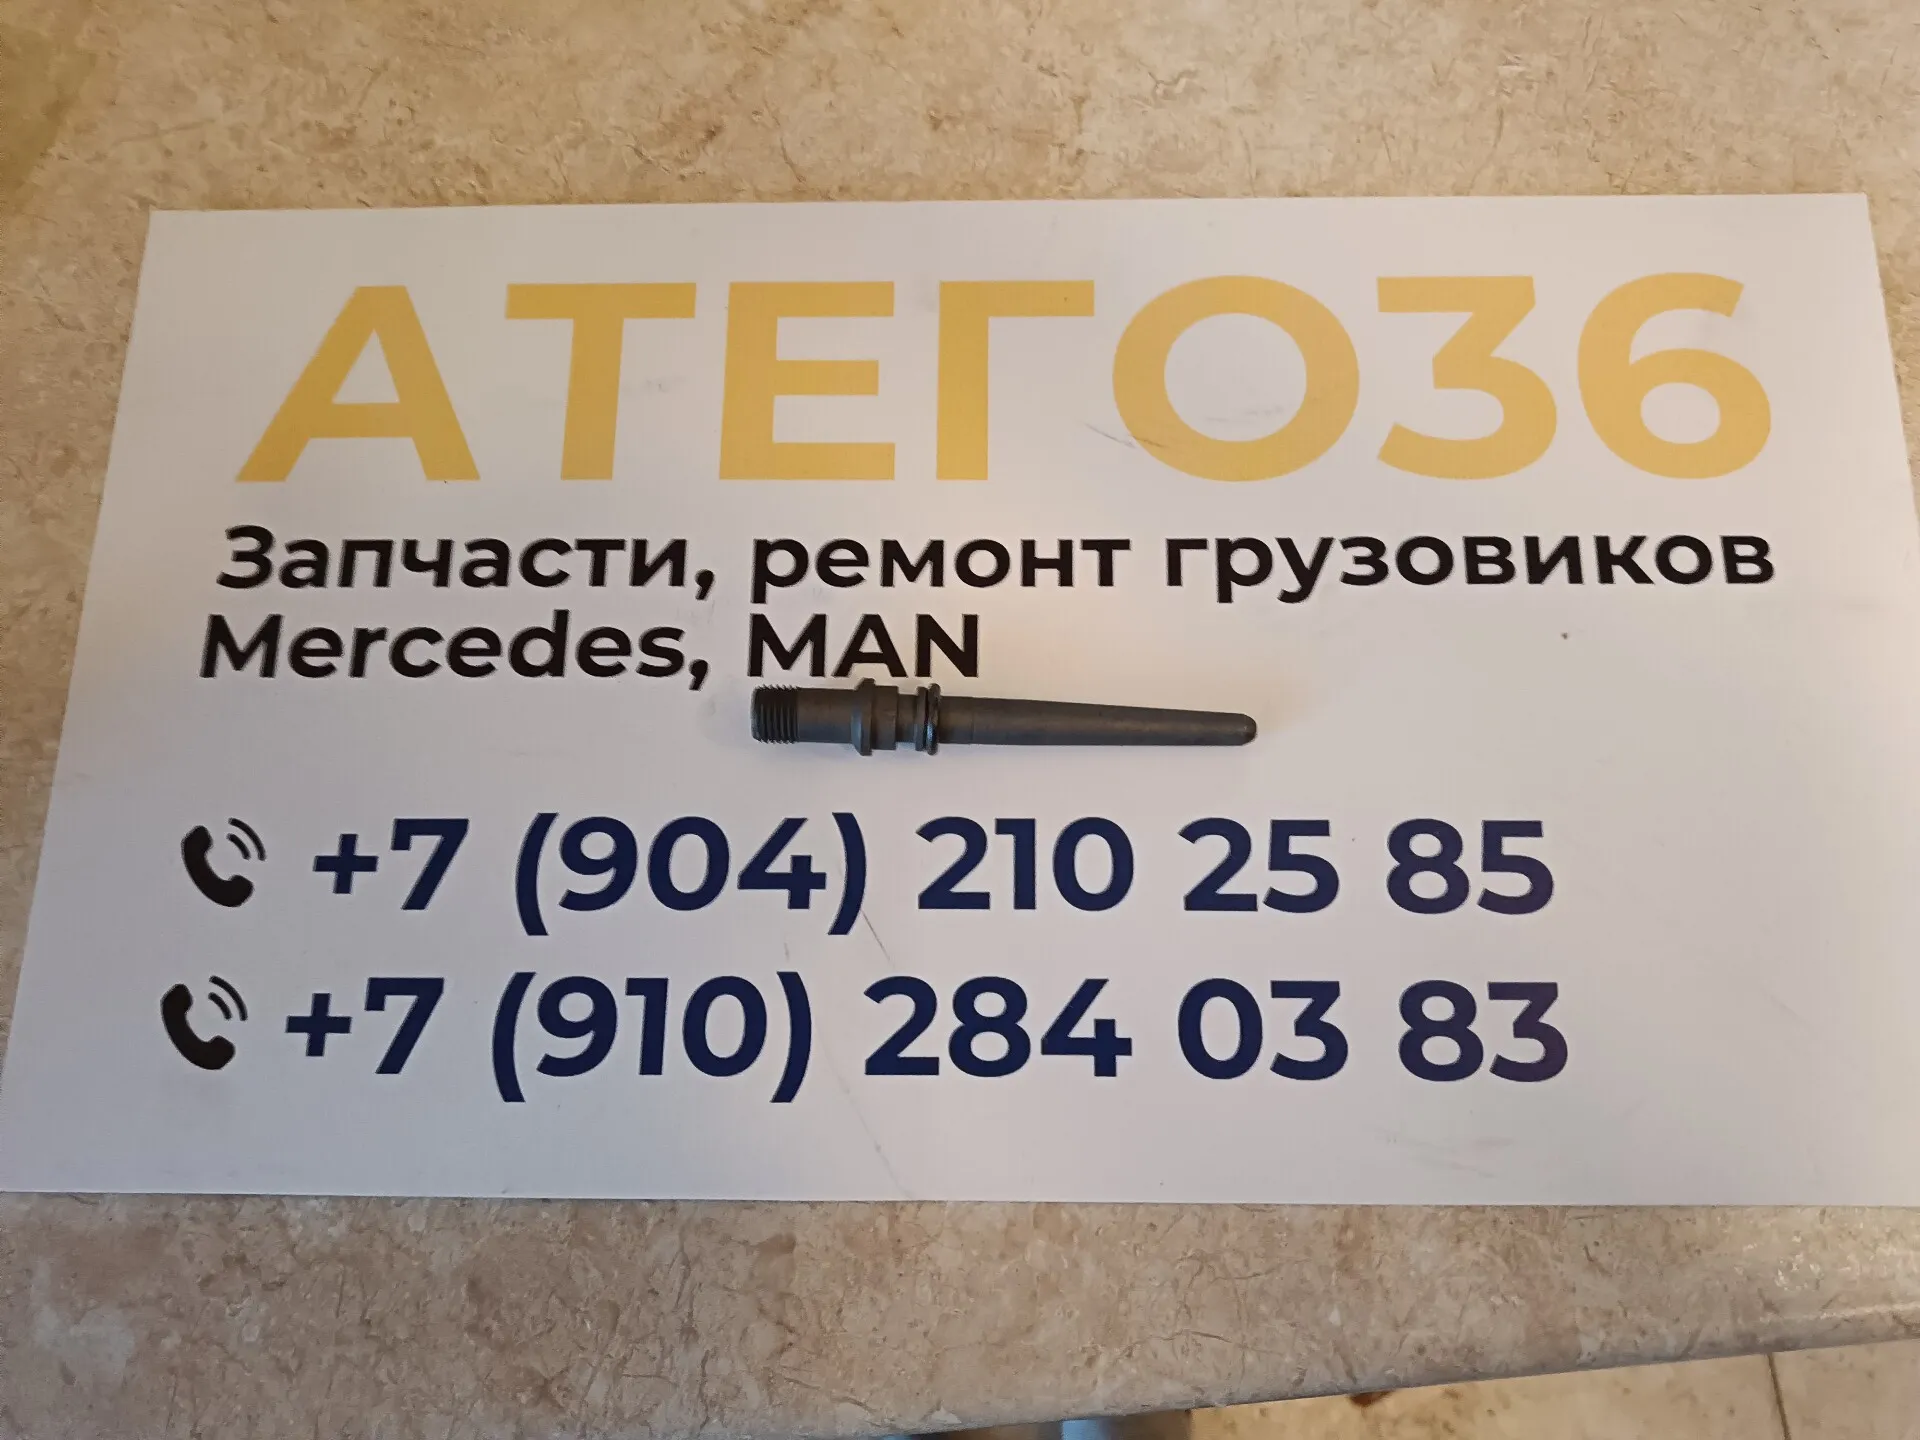 АТЕГО36
Запчасти, ремонт грузовиков
Mercedes, MAN
+7 (904) 210 25 85
+7 (910) 284 03 83